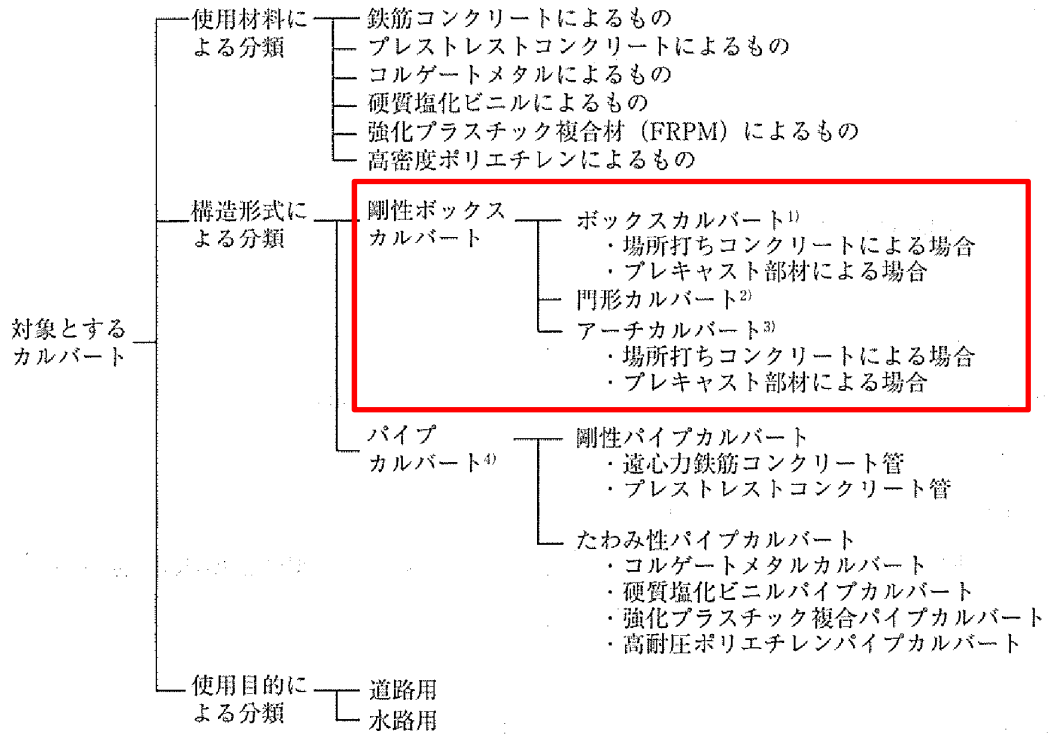 使用材料に
よる分類
鉄筋コンクリートによるもの
プレストレストコンクリートによるもの
コルゲートメタルによるもの
硬質塩化ビニルによるもの
強化プラスチック複合材（FRPM）によるもの
高密度ポリエチレンによるもの
構造形式に
よる分類
剛性ボックス
カルバート
ボックスカルバート1)
・場所打ちコンクリートによる場合
・プレキャスト部材による場合
門形カルバート2)
アーチカルバート3)
・場所打ちコンクリートによる場合
・プレキャスト部材による場合
対象とする
カルバート
パイプ
カルバート4)
剛性パイプカルバート
・遠心力鉄筋コンクリート管
・プレストレストコンクリート管
たわみ性パイプカルバート
・コルゲートメタルカルバート
・硬質塩化ビニルパイプカルバート
・強化プラスチック複合パイプカルバート
・高耐圧ポリエチレンパイプカルバート
使用目的に
よる分類
道路用
水路用